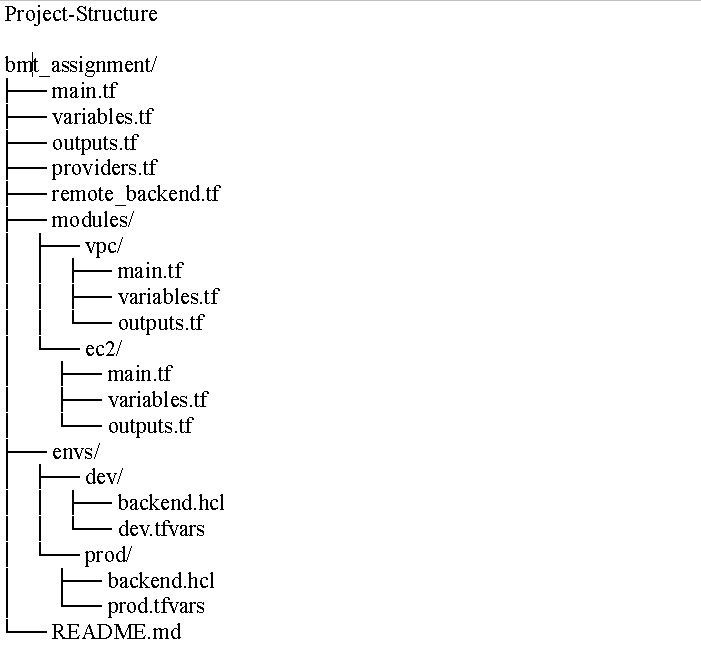 Project-Structure
bmt_assignment/
├── main.tf
├── variables.tf
├── outputs.tf
├── providers.tf
├── remote_backend.tf
├── modules/
│   ├── vpc/
│   │   ├── main.tf
│   │   ├── variables.tf
│   │   └── outputs.tf
│   └── ec2/
│       ├── main.tf
│       ├── variables.tf
│       └── outputs.tf
├── envs/
│   ├── dev/
│   │   ├── backend.hcl
│   │   └── dev.tfvars
│   └── prod/
│       ├── backend.hcl
│       └── prod.tfvars
└── README.md